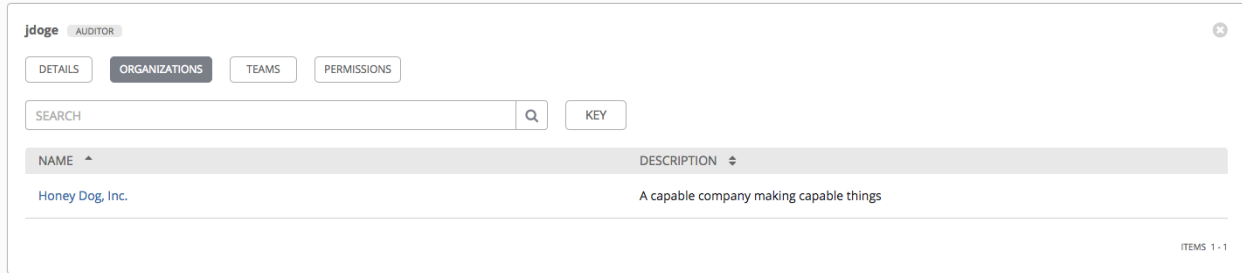 jdoge AUDITOR
DETAILS ORGANIZATIONS TEAMS PERMISSIONS
SEARCH KEY
NAME DESCRIPTION
Honey Dog, Inc. A capable company making capable things
ITEMS 1 - 1